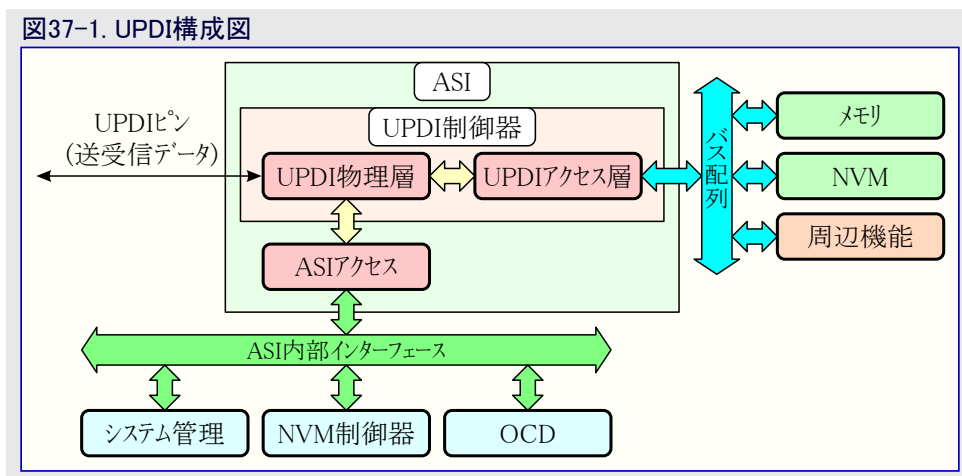 図37-1. UPDI構成図
ASI
UPDI制御器
UPDIピン
(送受信データ)
UPDI物理層
UPDIアクセス層
ASIアクセス
バス配列
メモリ
NVM
周辺機能
ASI内部インターフェース
システム管理
NVM制御器
OCD